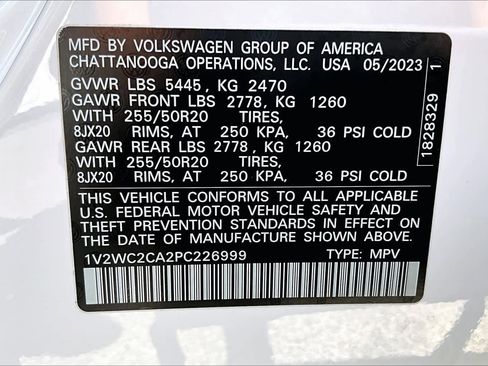 MFD BY VOLKSWAGEN GROUP OF AMERICA
CHATTANOOGA OPERATIONS, LLC. USA 05/2023
GVWR LBS 5445, KG 2470
GAWR FRONT LBS 2778, KG 1260
WITH 255/50R20 TIRES,
8JX20 RIMS, AT 250 KPA, 36 PSI COLD
GAWR REAR LBS 2778, KG 1260
WITH 255/50R20 TIRES,
8JX20 RIMS, AT 250 KPA, 36 PSI COLD
THIS VEHICLE CONFORMS TO ALL APPLICABLE
U.S. FEDERAL MOTOR VEHICLE SAFETY AND
THEFT PREVENTION STANDARDS IN EFFECT ON THE
DATE OF MANUFACTURE SHOWN ABOVE.
1V2WC2CA2PC226999 TYPE: MPV
1828329 1